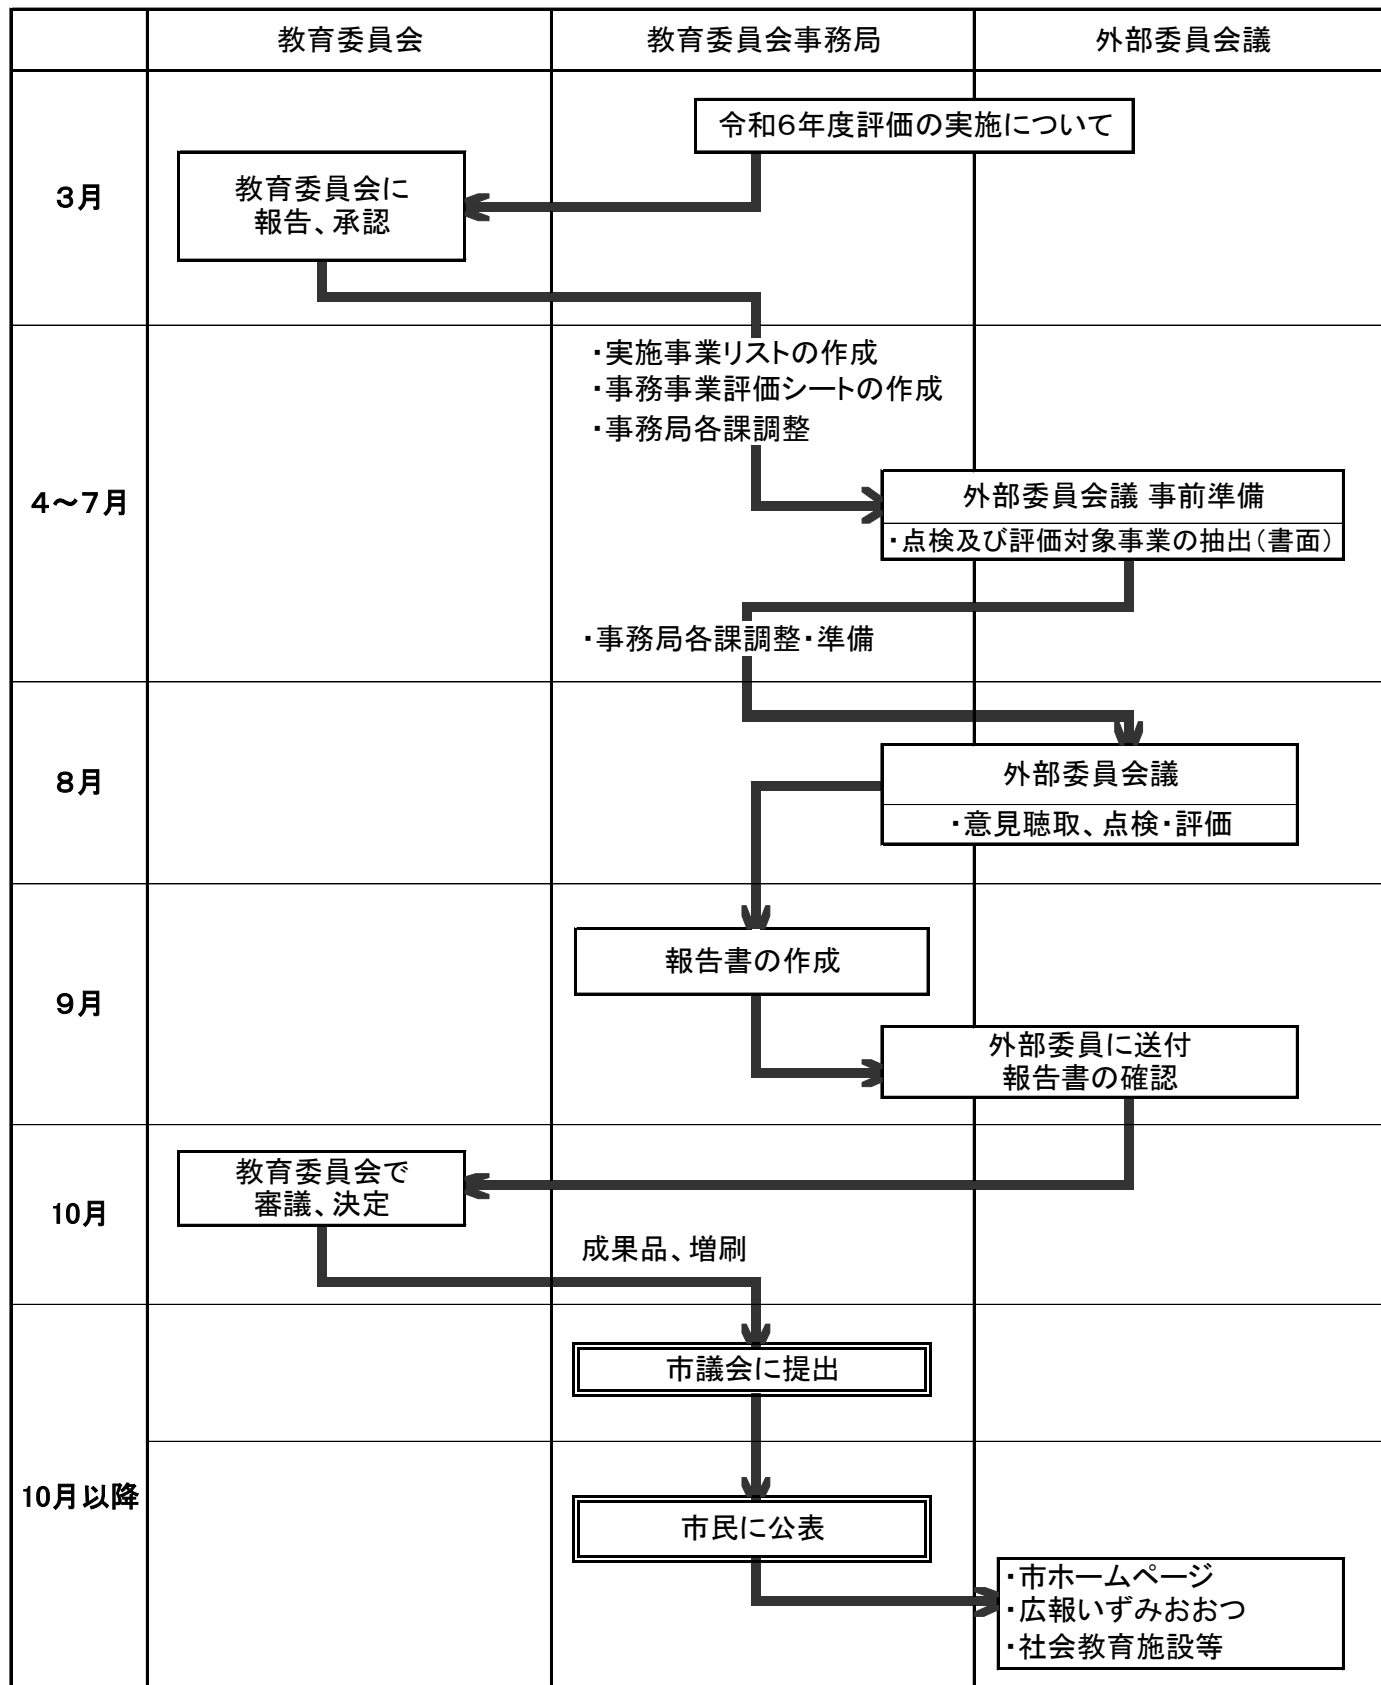 教育委員会
教育委員会事務局
外部委員会議
3月
令和6年度評価の実施について
教育委員会に
報告、承認
4～7月
・実施事業リストの作成
・事務事業評価シートの作成
・事務局各課調整
外部委員会議 事前準備
・点検及び評価対象事業の抽出（書面）
・事務局各課調整・準備
8月
外部委員会議
・意見聴取、点検・評価
9月
報告書の作成
外部委員に送付
報告書の確認
10月
教育委員会で
審議、決定
成果品、増刷
10月以降
市議会に提出
市民に公表
・市ホームページ
・広報いずみおおつ
・社会教育施設等